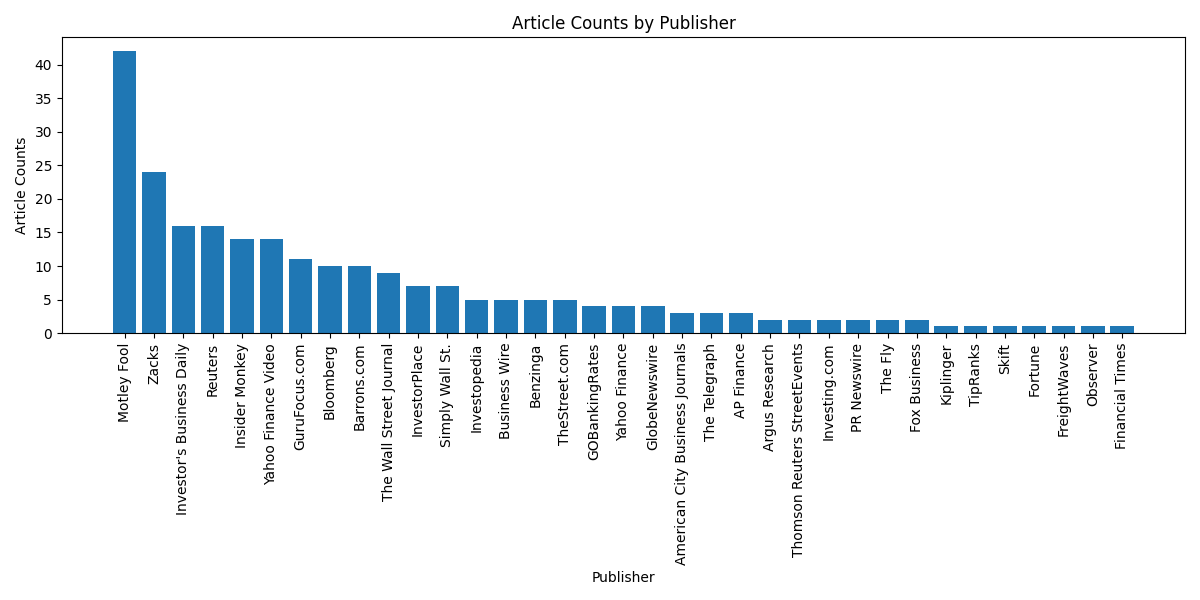 Article Counts by Publisher
Article Counts
40
35
30
25
20
15
10
5
0
Motley Fool
Zacks
Investor's Business Daily
Reuters
Insider Monkey
Yahoo Finance Video
GuruFocus.com
Bloomberg
Barrons.com
The Wall Street Journal
InvestorPlace
Simply Wall St.
Investopedia
Business Wire
Benzinga
TheStreet.com
GOBankingRates
Yahoo Finance
GlobeNewswire
American City Business Journals
The Telegraph
AP Finance
Argus Research
Thomson Reuters StreetEvents
Investing.com
PR Newswire
The Fly
Fox Business
Kiplinger
TipRanks
Skift
Fortune
FreightWaves
Observer
Financial Times
Publisher